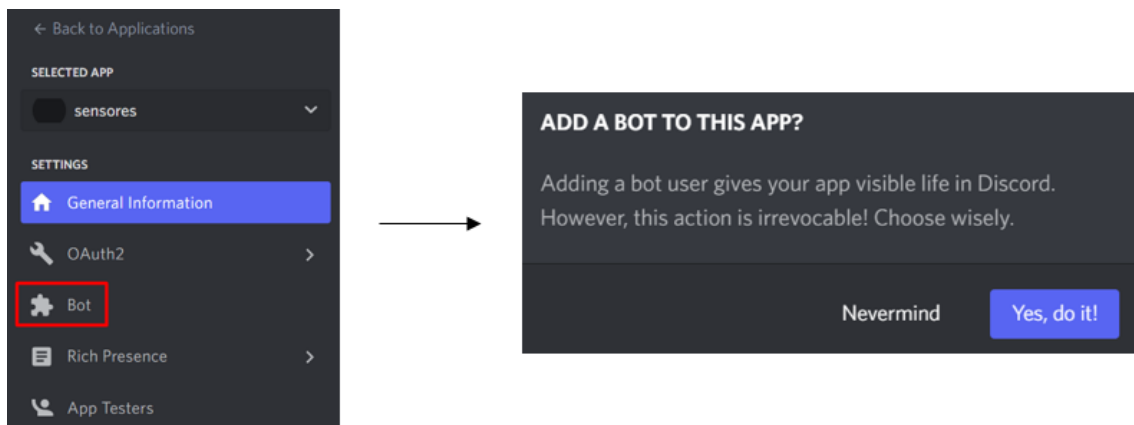 ← Back to Applications
SELECTED APP
sensores
SETTINGS
General Information
OAuth2
Bot
Rich Presence
App Testers
ADD A BOT TO THIS APP?
Adding a bot user gives your app visible life in Discord.
However, this action is irrevocable! Choose wisely.
Nevermind Yes, do it!